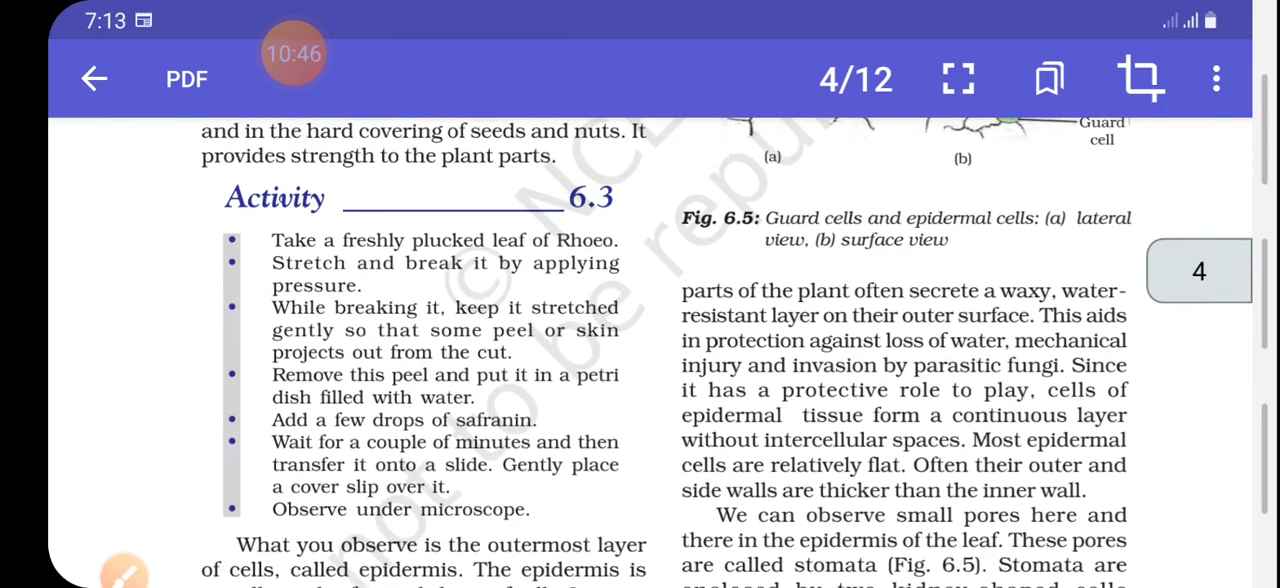 7:13
10:46
PDF
4/12
and in the hard covering of seeds and nuts. It
provides strength to the plant parts.
Activity 6.3
• Take a freshly plucked leaf of Rhoeo.
• Stretch and break it by applying
pressure.
• While breaking it, keep it stretched
gently so that some peel or skin
projects out from the cut.
• Remove this peel and put it in a petri
dish filled with water.
• Add a few drops of safranin.
• Wait for a couple of minutes and then
transfer it onto a slide. Gently place
a cover slip over it.
• Observe under microscope.
What you observe is the outermost layer
of cells, called epidermis. The epidermis is
Guard
cell
(a)
(b)
Fig. 6.5: Guard cells and epidermal cells: (a) lateral
view, (b) surface view
4
parts of the plant often secrete a waxy, water-
resistant layer on their outer surface. This aids
in protection against loss of water, mechanical
injury and invasion by parasitic fungi. Since
it has a protective role to play, cells of
epidermal tissue form a continuous layer
without intercellular spaces. Most epidermal
cells are relatively flat. Often their outer and
side walls are thicker than the inner wall.
We can observe small pores here and
there in the epidermis of the leaf. These pores
are called stomata (Fig. 6.5). Stomata are
© 
not to be